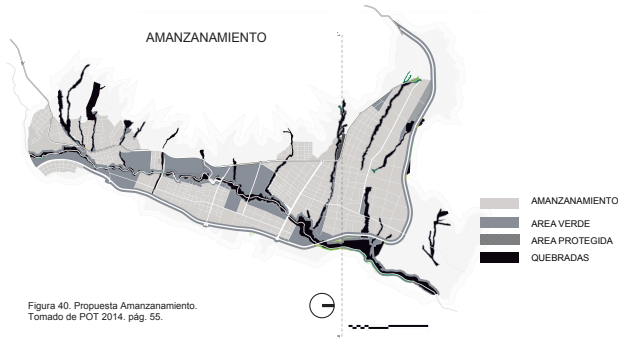 AMANZANAMIENTO
AMANZANAMIENTO
AREA VERDE
AREA PROTEGIDA
QUEBRADAS
Figura 40. Propuesta Amanzanamiento.
Tomado de POT 2014. pág. 55.